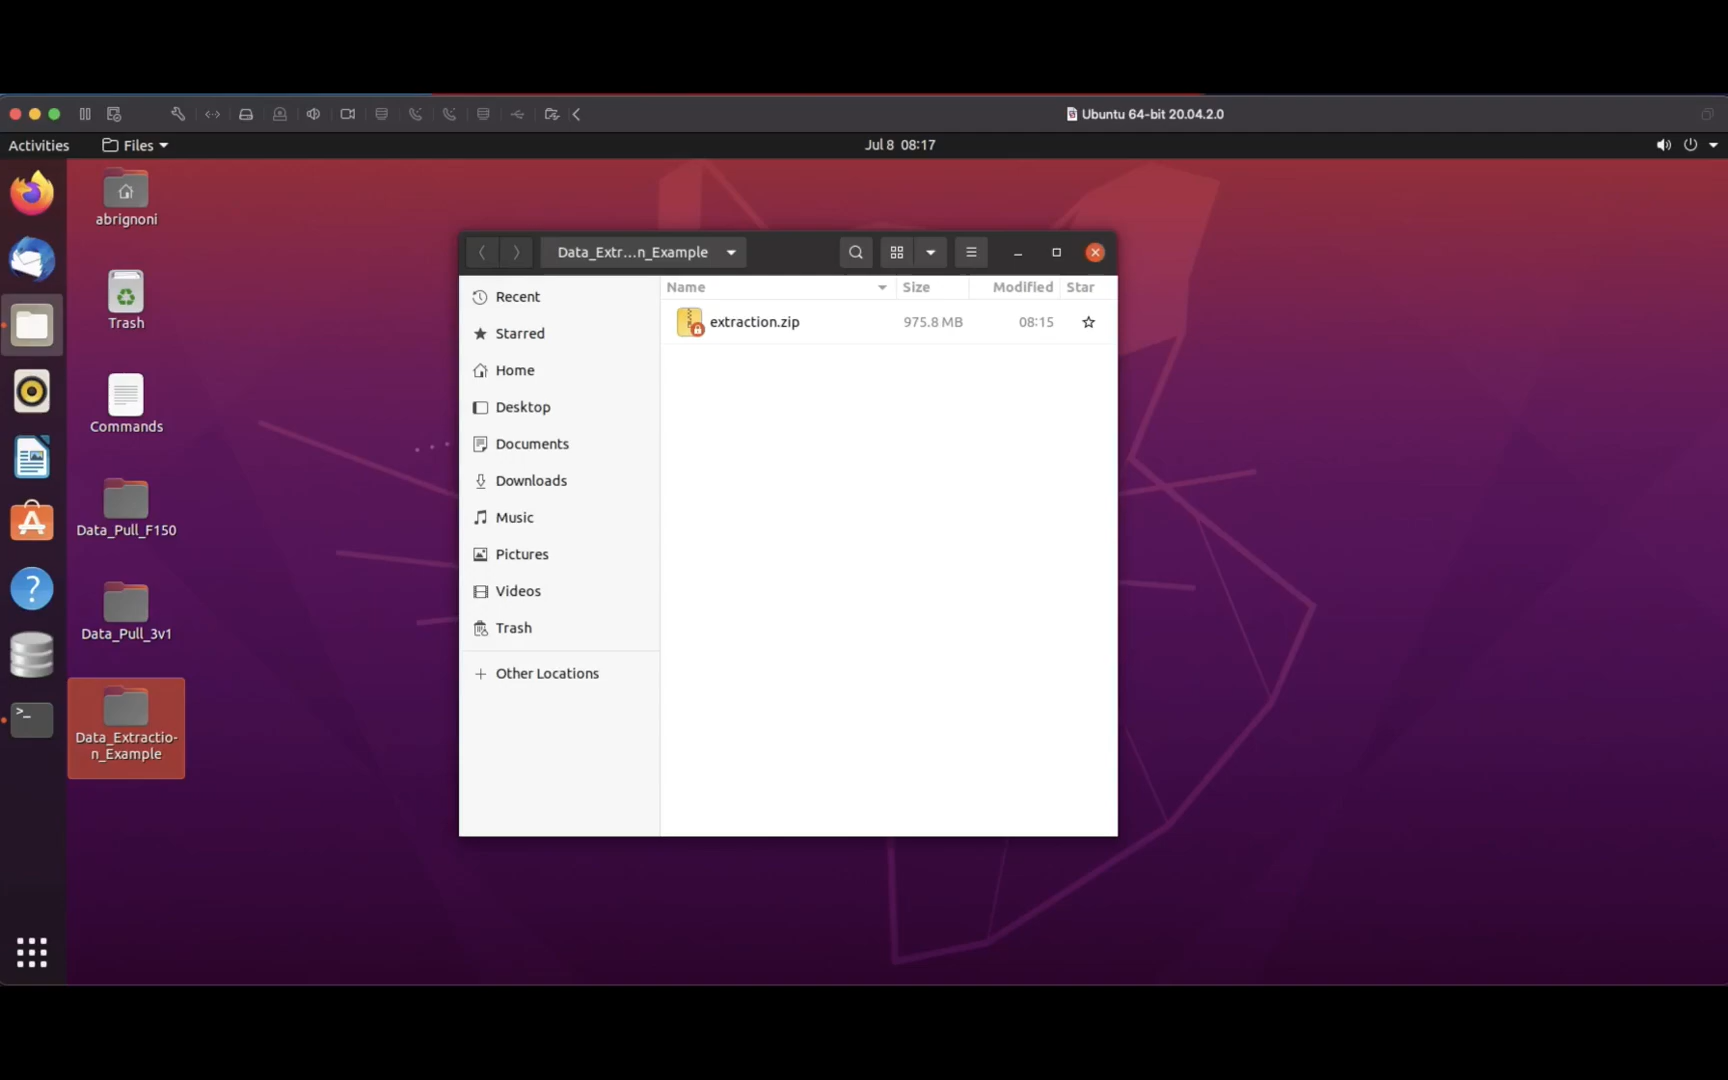 Ubuntu 64-bit 20.04.2.0
Activities
Files
Jul 8 08:17
abrignoni
Trash
Commands
Data_Pull_F150
Data_Pull_3v1
Data_Extractio-
n_Example
Data_Extr...n_Example
Recent
Starred
Home
Desktop
Documents
Downloads
Music
Pictures
Videos
Trash
Other Locations
Name Size Modified Star
extraction.zip 975.8 MB 08:15